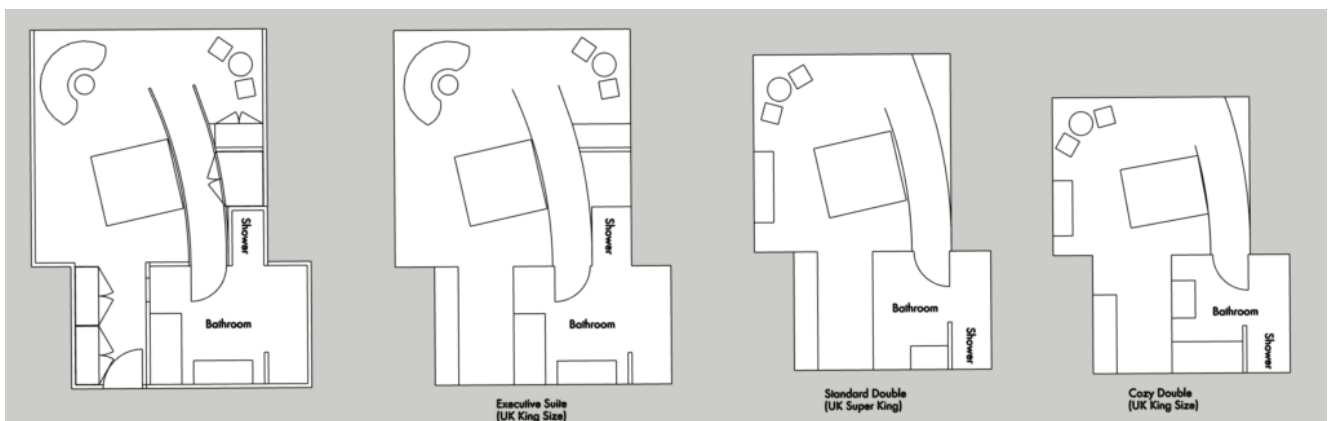 Shower
Bathroom
Shower
Bathroom
Executive Suite
(UK King Size)
Bathroom
Shower
Standard Double
(UK Super King)
Bathroom
Shower
Cozy Double
(UK King Size)